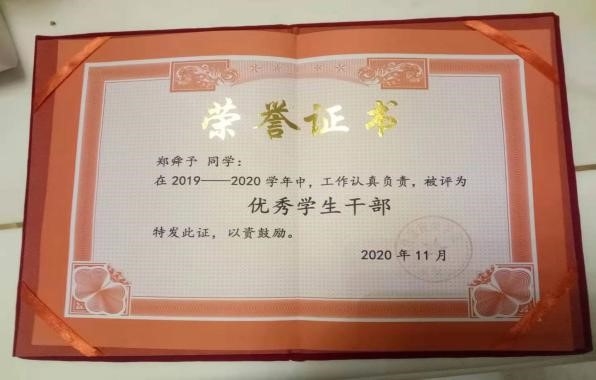 荣誉证书
郑舜予 同学：
在2019——2020学年中，工作认真负责，被评为
优秀学生干部
特发此证，以资鼓励。
2020年11月